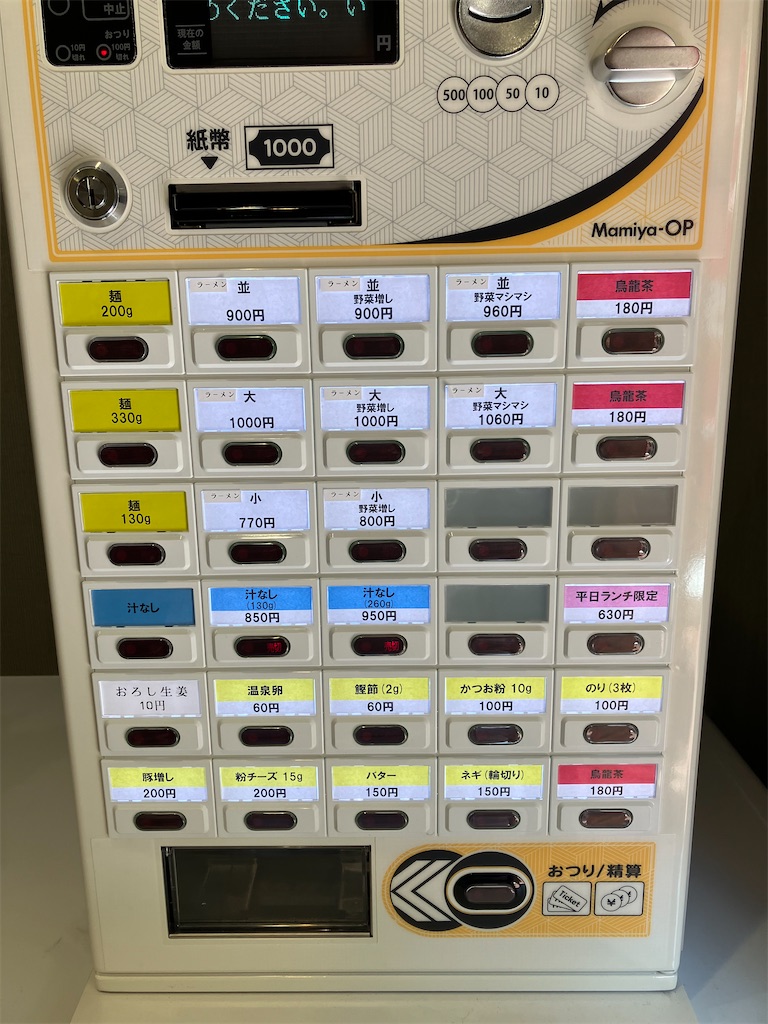 中止
おつり
10円
切れ
100円
切れ
現在の
金額
めください。い
円
500 100 50 10
紙幣
1000
Mamiya-OP
麺
200g
ラーメン 並
900円
ラーメン 並
野菜増し
900円
ラーメン 並
野菜マシマシ
960円
烏龍茶
180円
麺
330g
ラーメン 大
1000円
ラーメン 大
野菜増し
1000円
ラーメン 大
野菜マシマシ
1060円
烏龍茶
180円
麺
130g
ラーメン 小
770円
ラーメン 小
野菜増し
800円
汁なし
汁なし
(130g)
850円
汁なし
(260g)
950円
平日ランチ限定
630円
おろし生姜
10円
温泉卵
60円
鰹節(2g)
60円
かつお粉 10g
100円
のり(3枚)
100円
豚増し
200円
粉チーズ 15g
200円
バター
150円
ネギ(輪切り)
150円
烏龍茶
180円
おつり/精算
Ticket
¥ ¥